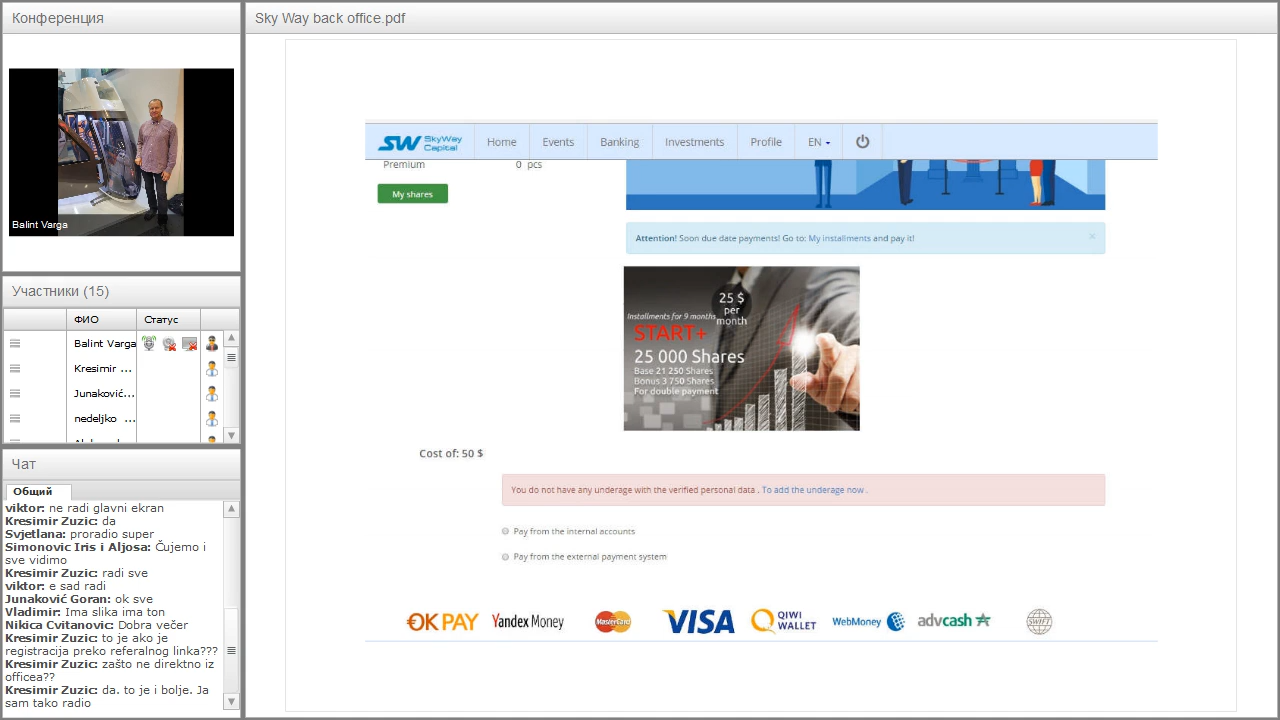 Конференция
Balint Varga
Участники (15)
ФИО
Статус
Balint Varga
Kresimir ...
Junaković...
nedeljko ...
Чат
Общий
viktor: ne radi glavni ekran
Kresimir Zuzic: da
Svjetlana: proradio super
Simonovic Iris i Aljosa: Čujemo i
sve vidimo
Kresimir Zuzic: radi sve
viktor: e sad radi
Junaković Goran: ok sve
Vladimir: Ima slika ima ton
Nikica Cvitanovic: Dobra večer
Kresimir Zuzic: to je ako je
registracija preko referalnog linka???
Kresimir Zuzic: zašto ne direktno iz
officea??
Kresimir Zuzic: da. to je i bolje. Ja
sam tako radio
Sky Way back office.pdf
SW SkyWay Capital
Home
Events
Banking
Investments
Profile
EN
Premium
0 pcs
My shares
Attention! Soon due date payments! Go to: My installments and pay it!
×
25 $
per
month
Installments for 9 months
START+
25 000 Shares
Base 21 250 Shares
Bonus 3 750 Shares
For double payment
Cost of: 50 $
You do not have any underage with the verified personal data . To add the underage now .
Pay from the internal accounts
Pay from the external payment system
OKPAY
Yandex Money
MasterCard
VISA
QIWI WALLET
WebMoney
advcash
SWIFT